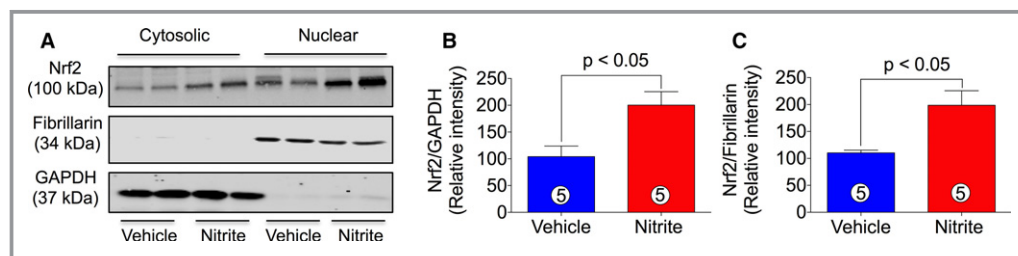 A
Cytosolic Nuclear
Nrf2
(100 kDa)
Fibrillarin
(34 kDa)
GAPDH
(37 kDa)
Vehicle Nitrite Vehicle Nitrite
B
p < 0.05
Nrf2/GAPDH
(Relative intensity)
250
200
150
100
50
0
5 5
Vehicle Nitrite
C
p < 0.05
Nrf2/Fibrillarin
(Relative intensity)
250
200
150
100
50
0
5 5
Vehicle Nitrite